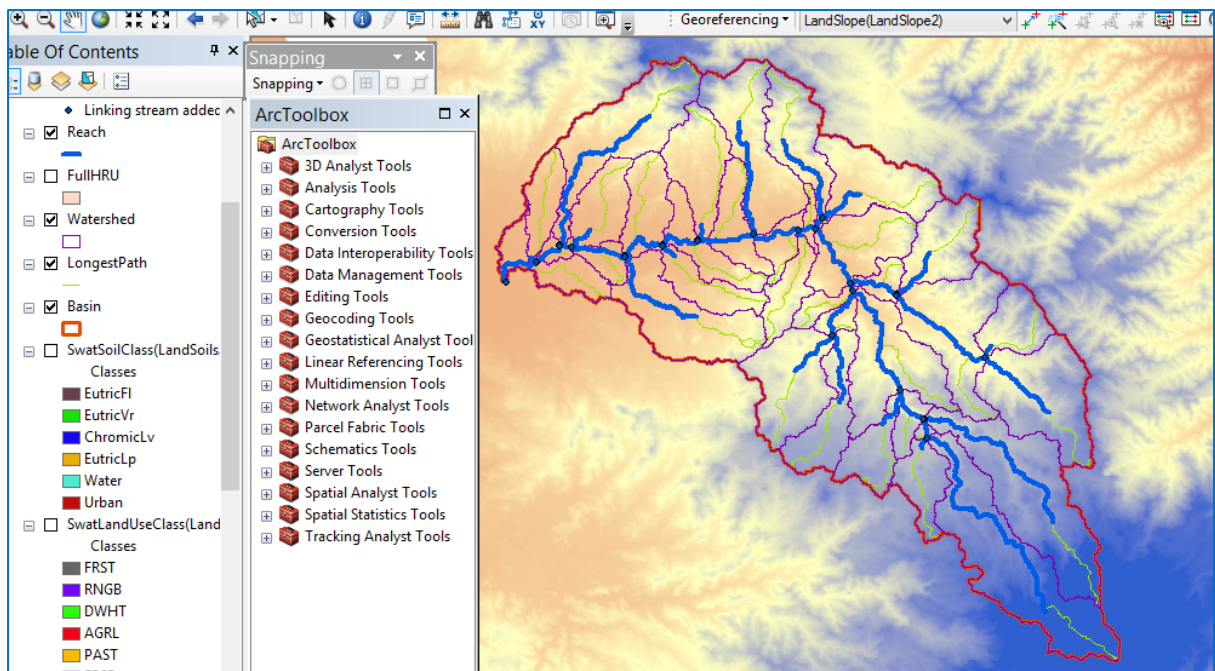 Georeferencing
LandSlope(LandSlope2)
XY
able Of Contents
Linking stream added
Reach
FullHRU
Watershed
LongestPath
Basin
SwatSoilClass(LandSoils
Classes
EutricFl
EutricVr
ChromicLv
EutricLp
Water
Urban
SwatLandUseClass(Land
Classes
FRST
RNGB
DWHT
AGRL
PAST
Snapping
Snapping
ArcToolbox
ArcToolbox
3D Analyst Tools
Analysis Tools
Cartography Tools
Conversion Tools
Data Interoperability Tools
Data Management Tools
Editing Tools
Geocoding Tools
Geostatistical Analyst Tool
Linear Referencing Tools
Multidimension Tools
Network Analyst Tools
Parcel Fabric Tools
Schematics Tools
Server Tools
Spatial Analyst Tools
Spatial Statistics Tools
Tracking Analyst Tools